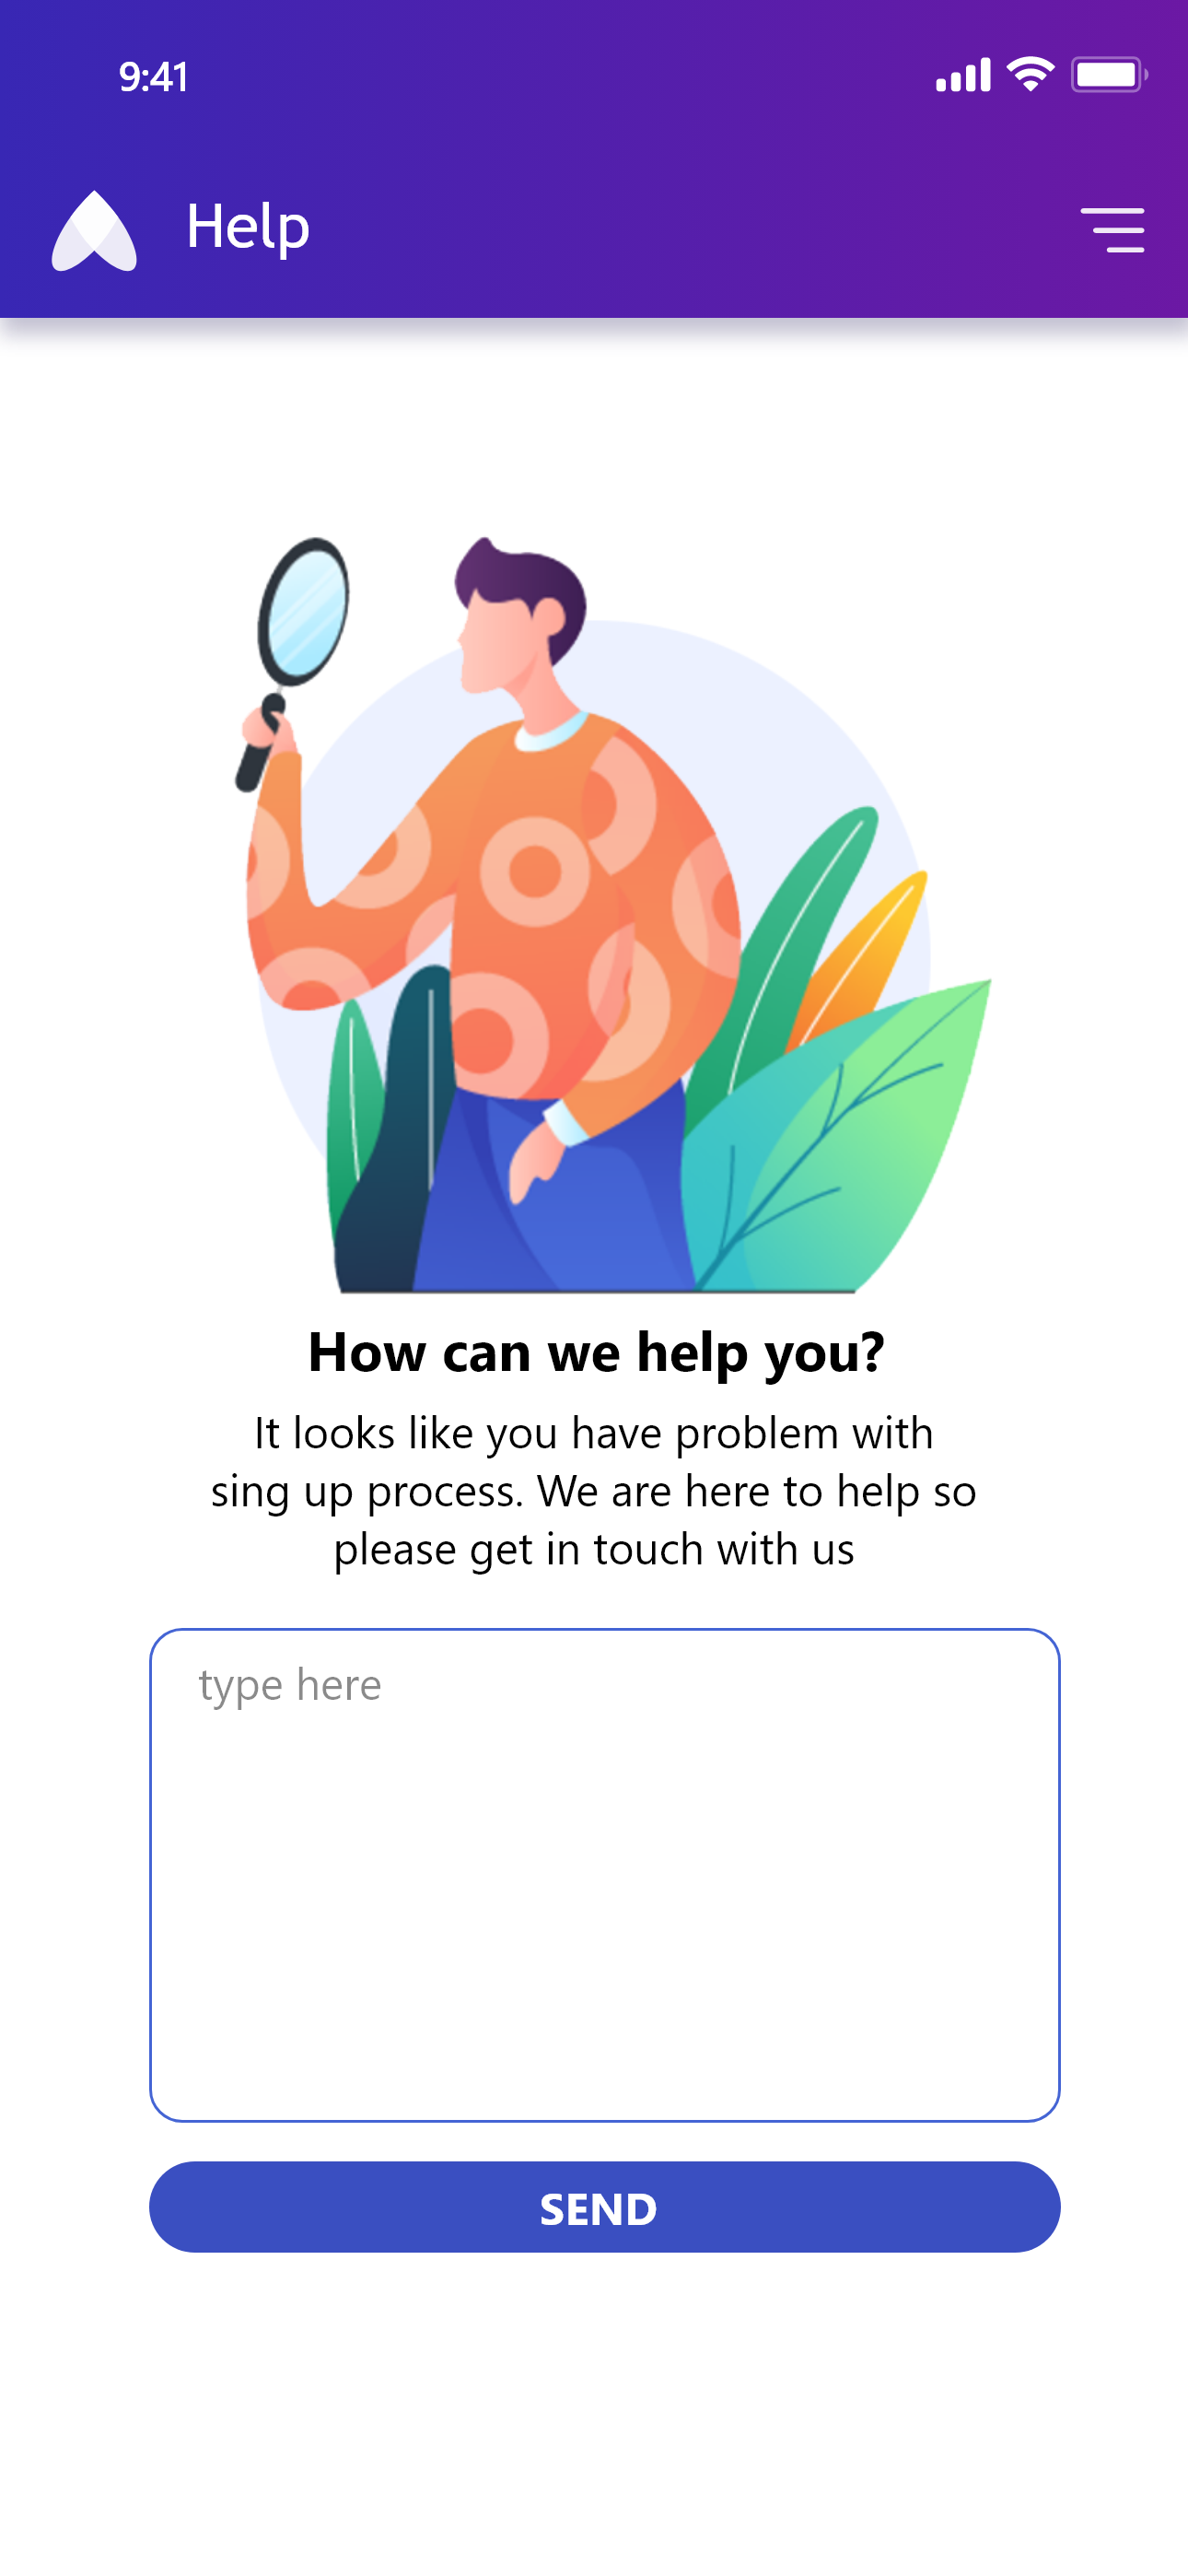 9:41
Help
How can we help you?
It looks like you have problem with
sing up process. We are here to help so
please get in touch with us
type here
SEND